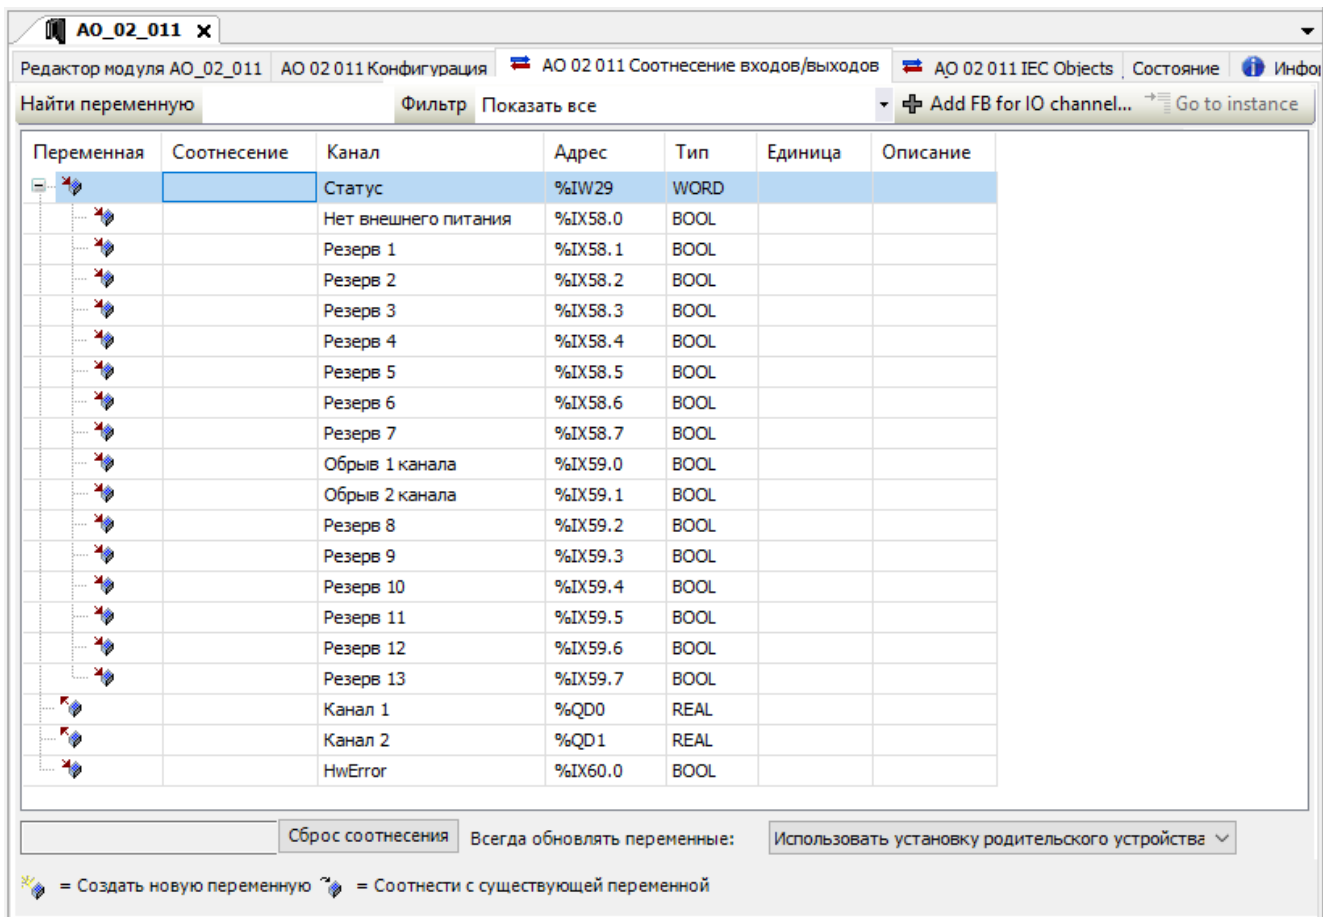 AO_02_011 x
Редактор модуля AO_02_011 AO 02 011 Конфигурация AO 02 011 Соотнесение входов/выходов AO 02 011 IEC Objects Состояние Инфор
Найти переменную Фильтр Показать все Add FB for IO channel... Go to instance
Переменная Соотнесение Канал Адрес Тип Единица Описание
Статус %IW29 WORD
Нет внешнего питания %IX58.0 BOOL
Резерв 1 %IX58.1 BOOL
Резерв 2 %IX58.2 BOOL
Резерв 3 %IX58.3 BOOL
Резерв 4 %IX58.4 BOOL
Резерв 5 %IX58.5 BOOL
Резерв 6 %IX58.6 BOOL
Резерв 7 %IX58.7 BOOL
Обрыв 1 канала %IX59.0 BOOL
Обрыв 2 канала %IX59.1 BOOL
Резерв 8 %IX59.2 BOOL
Резерв 9 %IX59.3 BOOL
Резерв 10 %IX59.4 BOOL
Резерв 11 %IX59.5 BOOL
Резерв 12 %IX59.6 BOOL
Резерв 13 %IX59.7 BOOL
Канал 1 %QD0 REAL
Канал 2 %QD1 REAL
HwError %IX60.0 BOOL
Сброс соотнесения Всегда обновлять переменные: Использовать установку родительского устройства
= Создать новую переменную = Соотнести с существующей переменной